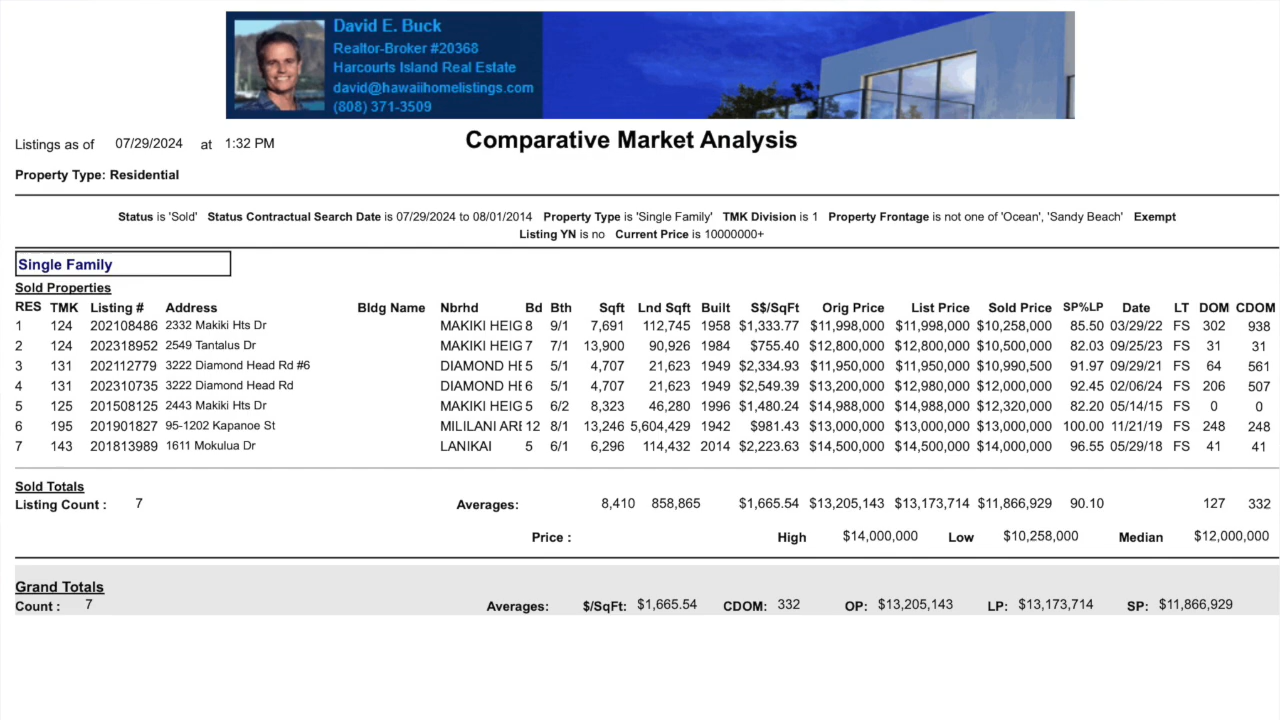 David E. Buck
Realtor-Broker #20368
Harcourts Island Real Estate
david@hawaiihomelistings.com
(808) 371-3509
Listings as of 07/29/2024 at 1:32 PM
Comparative Market Analysis
Property Type: Residential
Status is 'Sold' Status Contractual Search Date is 07/29/2024 to 08/01/2014 Property Type is 'Single Family' TMK Division is 1 Property Frontage is not one of 'Ocean', 'Sandy Beach' Exempt
Listing YN is no Current Price is 10000000+
Single Family
Sold Properties
RES TMK Listing # Address Bldg Name Nbrhd Bd Bth Sqft Lnd Sqft Built S$/SqFt Orig Price List Price Sold Price SP%LP Date LT DOM CDOM
1 124 202108486 2332 Makiki Hts Dr MAKIKI HEIG 8 9/1 7,691 112,745 1958 $1,333.77 $11,998,000 $11,998,000 $10,258,000 85.50 03/29/22 FS 302 938
2 124 202318952 2549 Tantalus Dr MAKIKI HEIG 7 7/1 13,900 90,926 1984 $755.40 $12,800,000 $12,800,000 $10,500,000 82.03 09/25/23 FS 31 31
3 131 202112779 3222 Diamond Head Rd #6 DIAMOND HE 5 5/1 4,707 21,623 1949 $2,334.93 $11,950,000 $11,950,000 $10,990,500 91.97 09/29/21 FS 64 561
4 131 202310735 3222 Diamond Head Rd DIAMOND HE 6 5/1 4,707 21,623 1949 $2,549.39 $13,200,000 $12,980,000 $12,000,000 92.45 02/06/24 FS 206 507
5 125 201508125 2443 Makiki Hts Dr MAKIKI HEIG 5 6/2 8,323 46,280 1996 $1,480.24 $14,988,000 $14,988,000 $12,320,000 82.20 05/14/15 FS 0 0
6 195 201901827 95-1202 Kapanoe St MILILANI ARE 12 8/1 13,246 5,604,429 1942 $981.43 $13,000,000 $13,000,000 $13,000,000 100.00 11/21/19 FS 248 248
7 143 201813989 1611 Mokulua Dr LANIKAI 5 6/1 6,296 114,432 2014 $2,223.63 $14,500,000 $14,500,000 $14,000,000 96.55 05/29/18 FS 41 41
Sold Totals
Listing Count : 7 Averages: 8,410 858,865 $1,665.54 $13,205,143 $13,173,714 $11,866,929 90.10 127 332
Price : High $14,000,000 Low $10,258,000 Median $12,000,000
Grand Totals
Count : 7 Averages: $/SqFt: $1,665.54 CDOM: 332 OP: $13,205,143 LP: $13,173,714 SP: $11,866,929